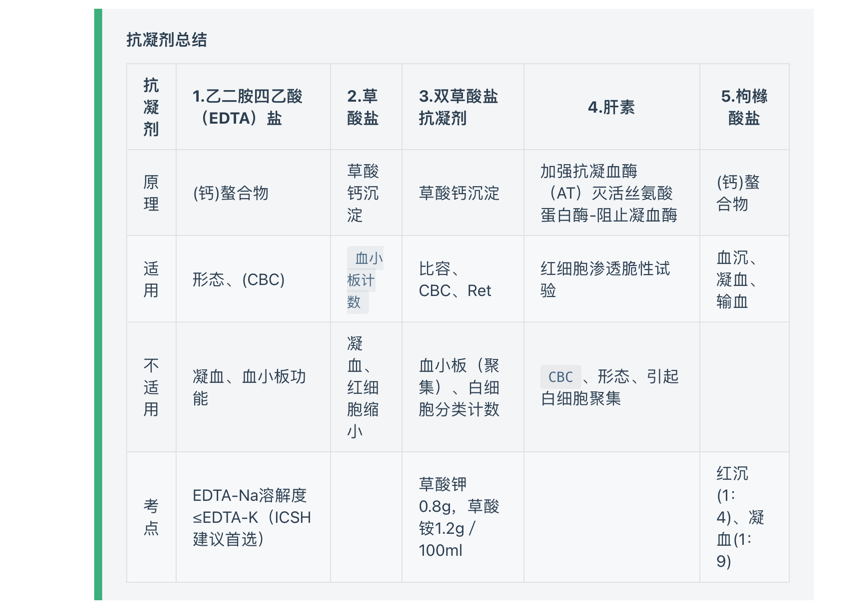 抗凝剂总结
抗
凝
剂
1.乙二胺四乙酸
（EDTA）盐
2.草
酸盐
3.双草酸盐
抗凝剂
4.肝素
5.枸橼
酸盐
原
理
(钙)螯合物
草酸
钙沉
淀
草酸钙沉淀
加强抗凝血酶
（AT）灭活丝氨酸
蛋白酶-阻止凝血酶
(钙)螯
合物
适
用
形态、(CBC)
血小
板计
数
比容、
CBC、Ret
红细胞渗透脆性试
验
血沉、
凝血、
输血
不
适
用
凝血、血小板功
能
凝
血、
红细
胞缩
小
血小板（聚
集）、白细
胞分类计数
CBC 、形态、引起
白细胞聚集
考
点
EDTA-Na溶解度
≤EDTA-K（ICSH
建议首选）
草酸钾
0.8g，草酸
铵1.2g /
100ml
红沉
(1：
4)、凝
血(1：
9)